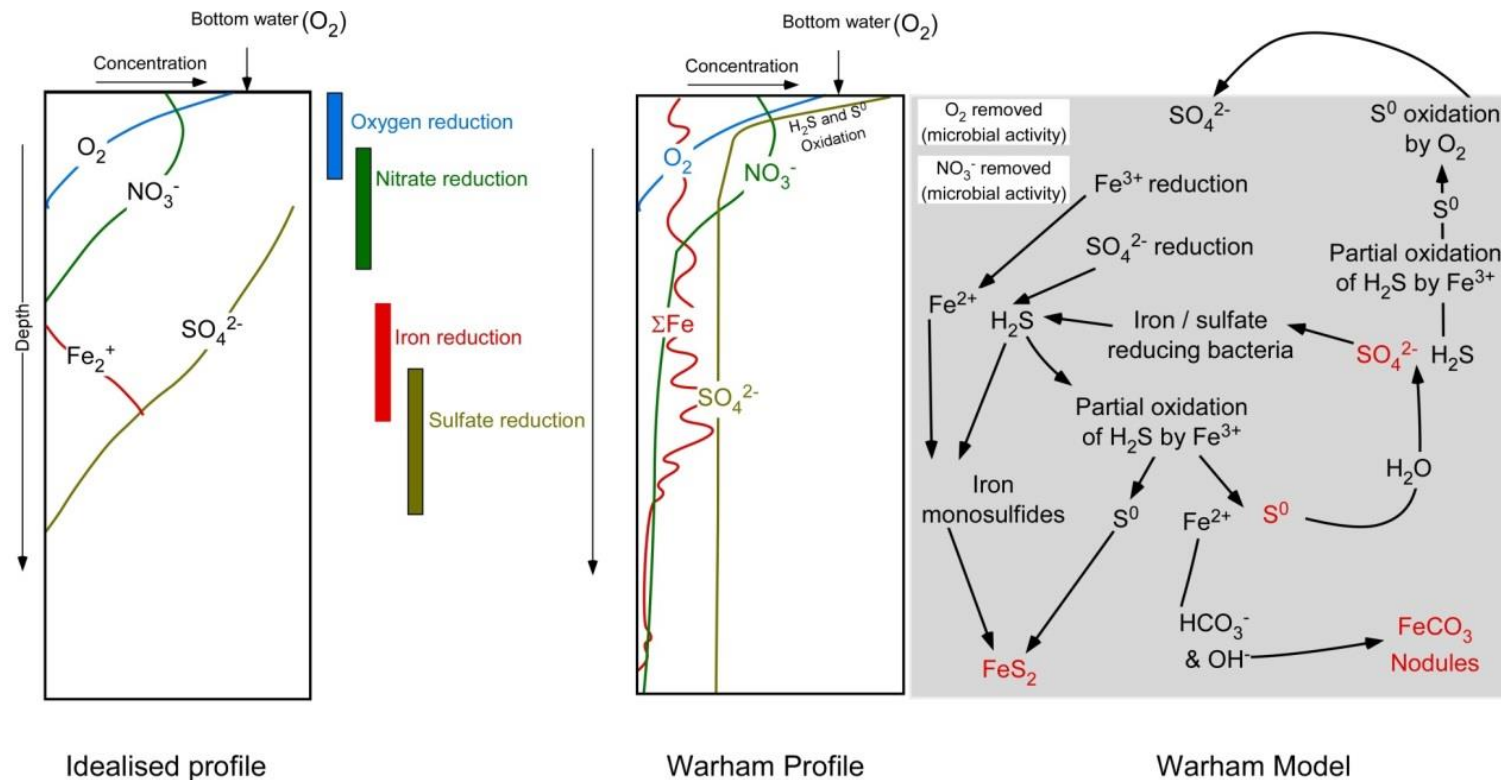 Bottom water (O₂)
Concentration
Depth
O₂
NO₃⁻
Fe₂⁺
SO₄²⁻
Oxygen reduction
Nitrate reduction
Iron reduction
Sulfate reduction
Idealised profile
Bottom water (O₂)
Concentration
H₂S and S⁰
Oxidation
O₂
NO₃⁻
ΣFe
SO₄²⁻
Warham Profile
O₂ removed
(microbial activity)
NO₃⁻ removed
(microbial activity)
SO₄²⁻
S⁰ oxidation
by O₂
Fe³⁺ reduction
S⁰
SO₄²⁻ reduction
Partial oxidation
of H₂S by Fe³⁺
Fe²⁺
H₂S
Iron / sulfate
reducing bacteria
SO₄²⁻ H₂S
Partial oxidation
of H₂S by Fe³⁺
H₂O
Iron
monosulfides
S⁰
Fe²⁺
S⁰
HCO₃⁻
& OH⁻
FeCO₃
Nodules
FeS₂
Warham Model